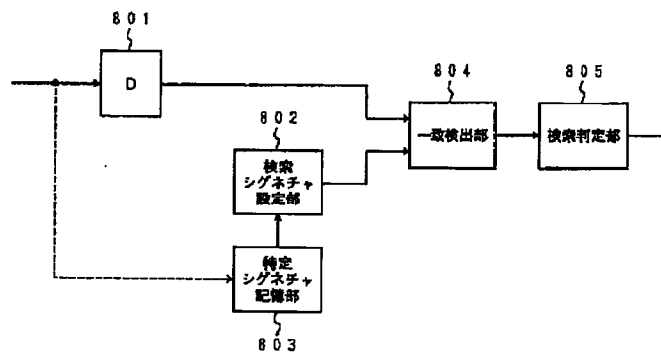 801
D
802
検索
シグネチャ
設定部
特定
シグネチャ
記憶部
803
804
一致検出部
805
検索判定部